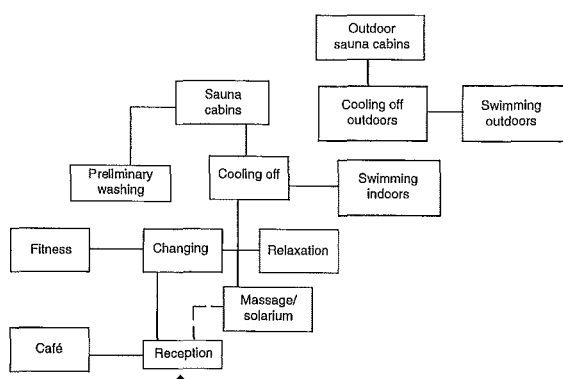 Outdoor
sauna cabins
Sauna
cabins
Cooling off
outdoors
Swimming
outdoors
Preliminary
washing
Cooling off
Swimming
indoors
Fitness
Changing
Relaxation
Massage/
solarium
Café
Reception